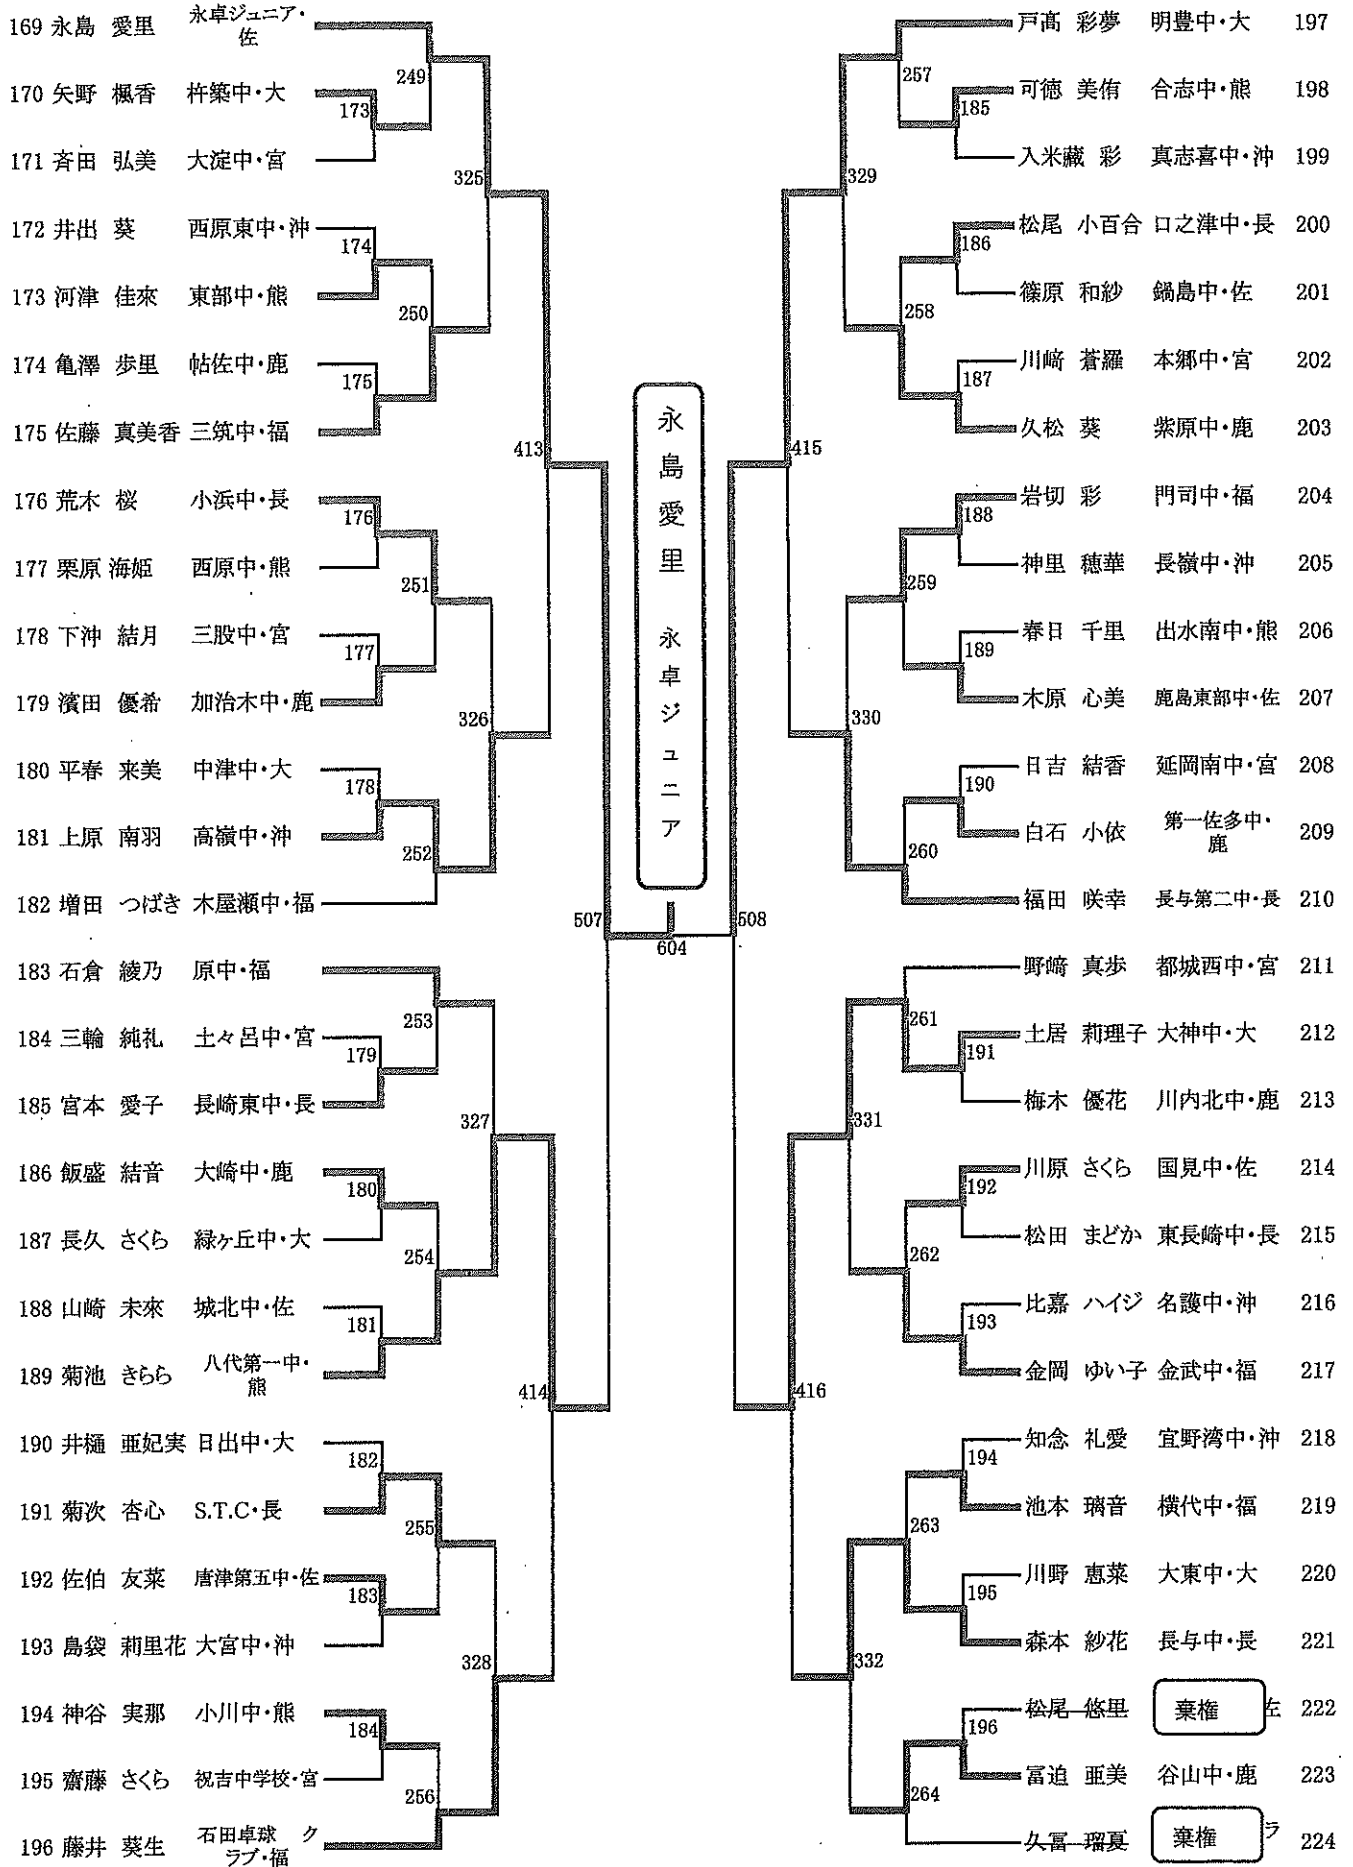 169 永島 愛里 永卓ジュニア・佐
170 矢野 楓香 杵築中・大
171 斉田 弘美 大淀中・宮
172 井出 葵 西原東中・沖
173 河津 佳來 東部中・熊
174 亀澤 歩里 帖佐中・鹿
175 佐藤 真美香 三筑中・福
176 荒木 桜 小浜中・長
177 栗原 海姫 西原中・熊
178 下沖 結月 三股中・宮
179 濱田 優希 加治木中・鹿
180 平春 来美 中津中・大
181 上原 南羽 高嶺中・沖
182 増田 つばき 木屋瀬中・福
183 石倉 綾乃 原中・福
184 三輪 純礼 土々呂中・宮
185 宮本 愛子 長崎東中・長
186 飯盛 結音 大崎中・鹿
187 長久 さくら 緑ヶ丘中・大
188 山崎 未來 城北中・佐
189 菊池 きらら 八代第一中・熊
190 井樋 亜妃実 日出中・大
191 菊次 杏心 S.T.C・長
192 佐伯 友菜 唐津第五中・佐
193 島袋 莉里花 大宮中・沖
194 神谷 実那 小川中・熊
195 齋藤 さくら 祝吉中学校・宮
196 藤井 葵生 石田卓球 クラブ・福
173
174
175
176
177
178
179
180
181
182
183
184
249
250
251
252
253
254
255
256
325
326
327
328
413
414
507
604
508
永島愛里 永卓ジュニア
415
416
329
330
331
332
257
258
259
260
261
262
263
264
185
186
187
188
189
190
191
192
193
194
195
196
戸髙 彩夢 明豊中・大 197
可徳 美侑 合志中・熊 198
入米藏 彩 真志喜中・沖 199
松尾 小百合 口之津中・長 200
篠原 和紗 鍋島中・佐 201
川﨑 蒼羅 本郷中・宮 202
久松 葵 紫原中・鹿 203
岩切 彩 門司中・福 204
神里 穂華 長嶺中・沖 205
春日 千里 出水南中・熊 206
木原 心美 鹿島東部中・佐 207
日吉 結香 延岡南中・宮 208
白石 小依 第一佐多中・鹿 209
福田 咲幸 長与第二中・長 210
野﨑 真歩 都城西中・宮 211
土居 莉理子 大神中・大 212
梅木 優花 川内北中・鹿 213
川原 さくら 国見中・佐 214
松田 まどか 東長崎中・長 215
比嘉 ハイジ 名護中・沖 216
金岡 ゆい子 金武中・福 217
知念 礼愛 宜野湾中・沖 218
池本 璃音 横代中・福 219
川野 恵菜 大東中・大 220
森本 紗花 長与中・長 221
松尾 悠里 棄権 佐 222
冨迫 亜美 谷山中・鹿 223
久冨 瑠夏 棄権 ラ 224